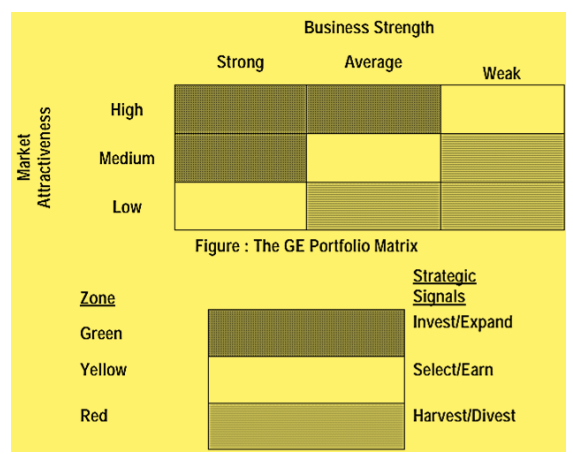 Business Strength
Strong Average Weak
Market
Attractiveness
High
Medium
Low
Figure : The GE Portfolio Matrix
Zone
Strategic
Signals
Green
Invest/Expand
Yellow
Select/Earn
Red
Harvest/Divest